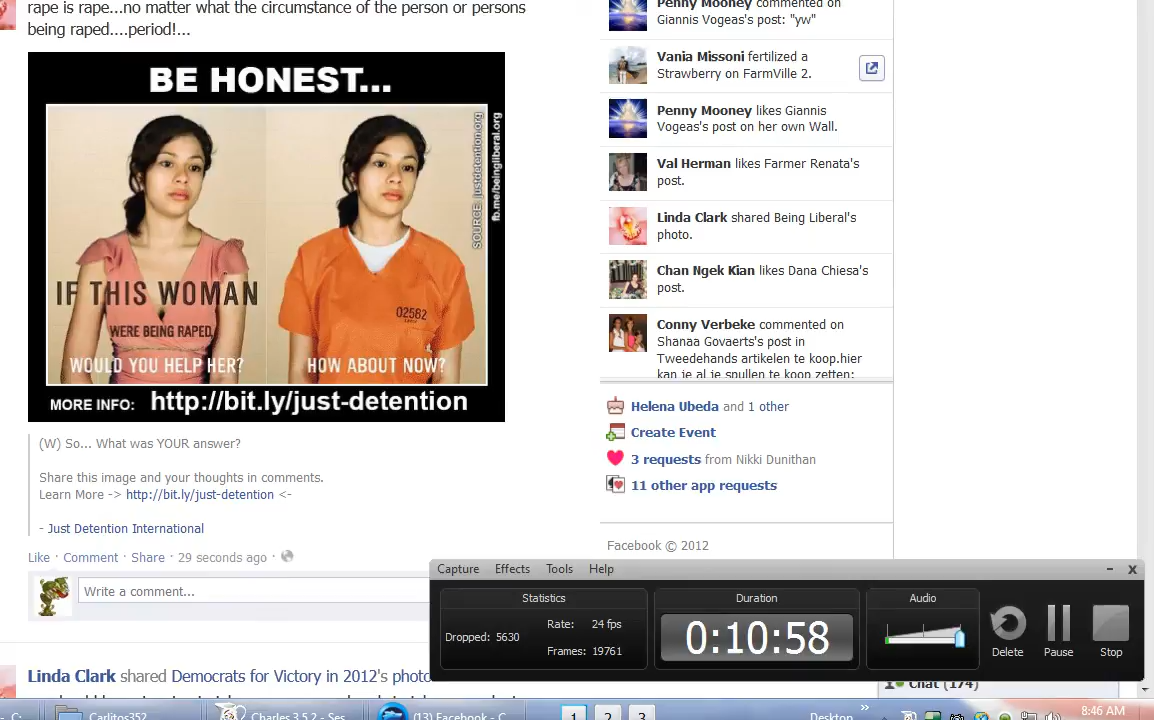 rape is rape...no matter what the circumstance of the person or persons
being raped....period!...
BE HONEST...
SOURCE: justdetention.org
fb.me/beingliberal.org
02562
IF THIS WOMAN
WERE BEING RAPED,
WOULD YOU HELP HER?
HOW ABOUT NOW?
MORE INFO: http://bit.ly/just-detention
(W) So... What was YOUR answer?
Share this image and your thoughts in comments.
Learn More -> http://bit.ly/just-detention <-
- Just Detention International
Like · Comment · Share · 29 seconds ago ·
Write a comment...
Linda Clark shared Democrats for Victory in 2012's photo
Penny Mooney commented on
Giannis Vogeas's post: "yw"
Vania Missoni fertilized a
Strawberry on FarmVille 2.
Penny Mooney likes Giannis
Vogeas's post on her own Wall.
Val Herman likes Farmer Renata's
post.
Linda Clark shared Being Liberal's
photo.
Chan Ngek Kian likes Dana Chiesa's
post.
Conny Verbeke commented on
Shanaa Govaerts's post in
Tweedehands artikelen te koop.hier
kan je al je spullen te koop zetten:
Helena Ubeda and 1 other
Create Event
3 requests from Nikki Dunithan
11 other app requests
Facebook © 2012
Capture Effects Tools Help
Statistics
Dropped: 5630
Rate: 24 fps
Frames: 19761
Duration
0:10:58
Audio
Delete Pause Stop
Chat (174)
- C: Carlitos352 Charles 3.5.2 - Ses (13) Facebook - C 1 2 3 Desktop » 8:46 AM